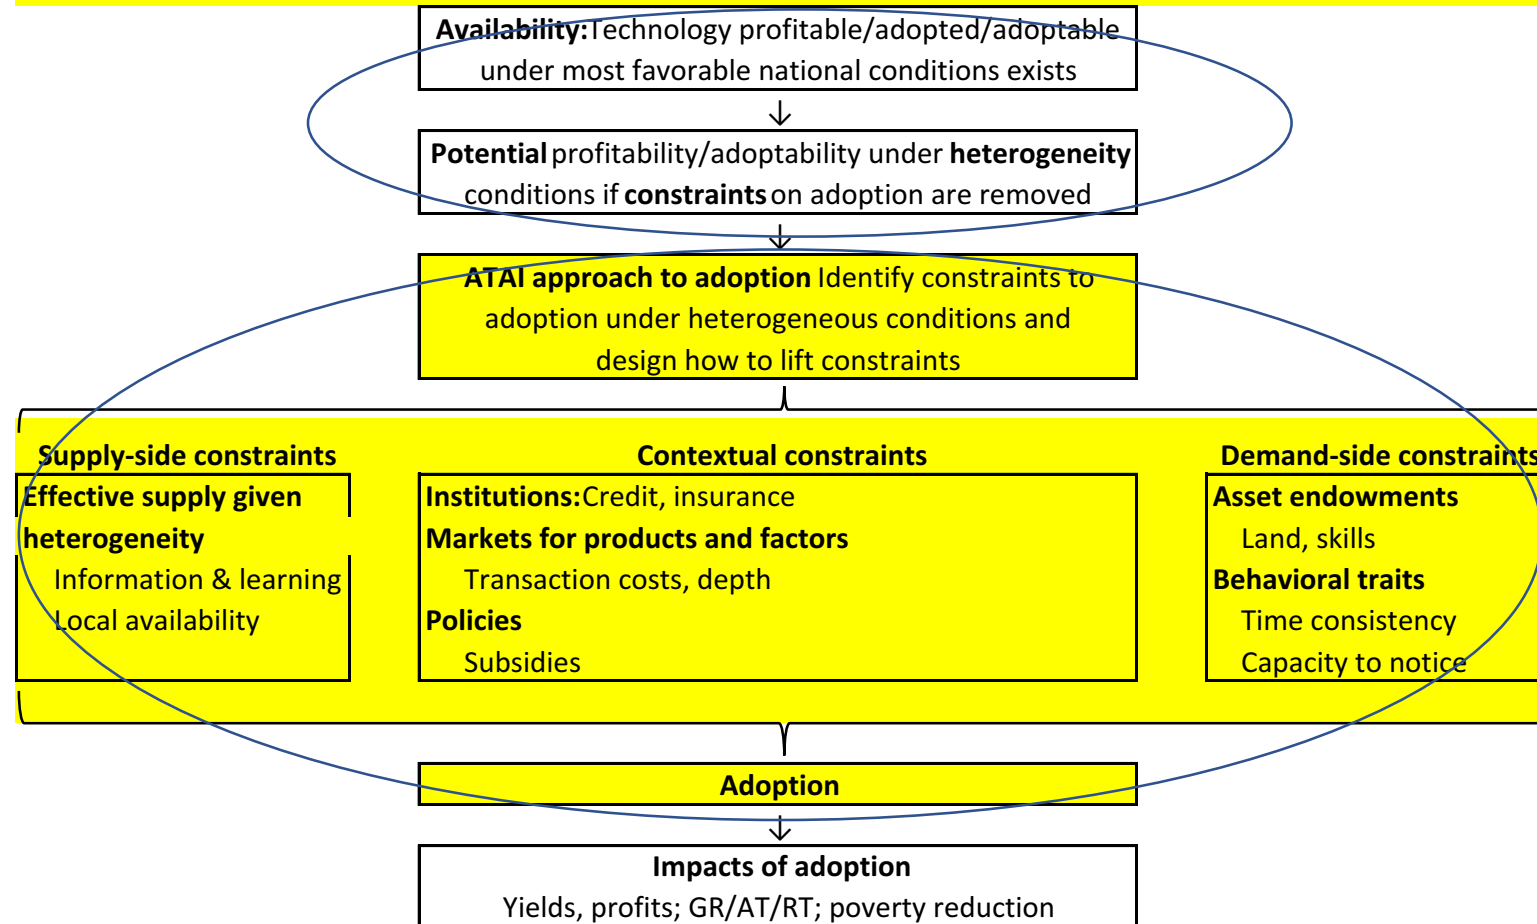 Availability: Technology profitable/adopted/adoptable
under most favorable national conditions exists
↓
Potential profitability/adoptability under heterogeneity
conditions if constraints on adoption are removed
↓
ATAI approach to adoption Identify constraints to
adoption under heterogeneous conditions and
design how to lift constraints
Supply-side constraints
Effective supply given
heterogeneity
Information & learning
Local availability
Contextual constraints
Institutions: Credit, insurance
Markets for products and factors
Transaction costs, depth
Policies
Subsidies
Demand-side constraints
Asset endowments
Land, skills
Behavioral traits
Time consistency
Capacity to notice
Adoption
↓
Impacts of adoption
Yields, profits; GR/AT/RT; poverty reduction